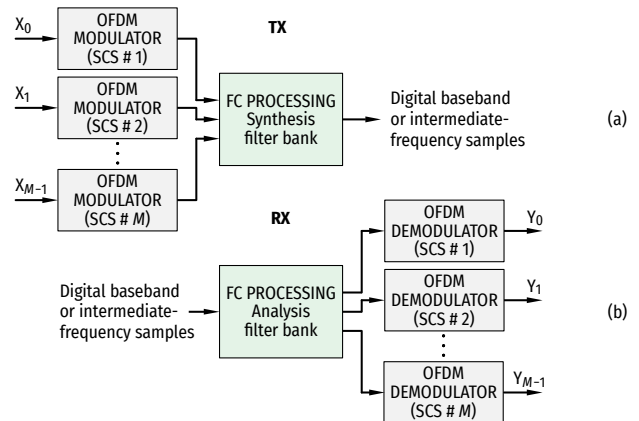 TX
X0
OFDM
MODULATOR
(SCS # 1)
X1
OFDM
MODULATOR
(SCS # 2)
XM–1
OFDM
MODULATOR
(SCS # M)
FC PROCESSING
Synthesis
filter bank
Digital baseband
or intermediate-
frequency samples
(a)
RX
Digital baseband
or intermediate-
frequency samples
FC PROCESSING
Analysis
filter bank
OFDM
DEMODULATOR
(SCS # 1)
Y0
OFDM
DEMODULATOR
(SCS # 2)
Y1
OFDM
DEMODULATOR
(SCS # M)
YM–1
(b)